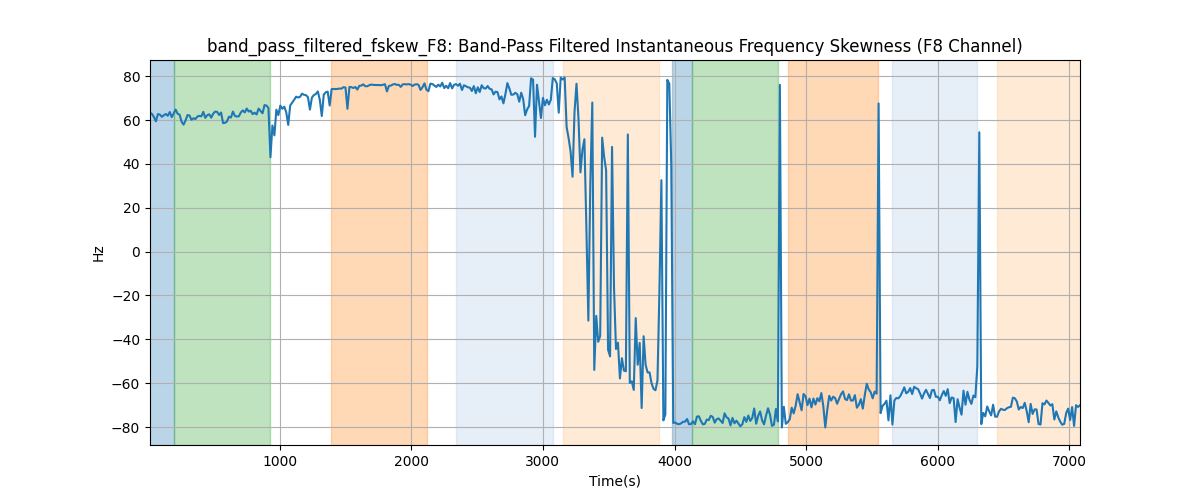 band_pass_filtered_fskew_F8: Band-Pass Filtered Instantaneous Frequency Skewness (F8 Channel)
80
60
40
20
0
−20
−40
−60
−80
Hz
1000 2000 3000 4000 5000 6000 7000
Time(s)